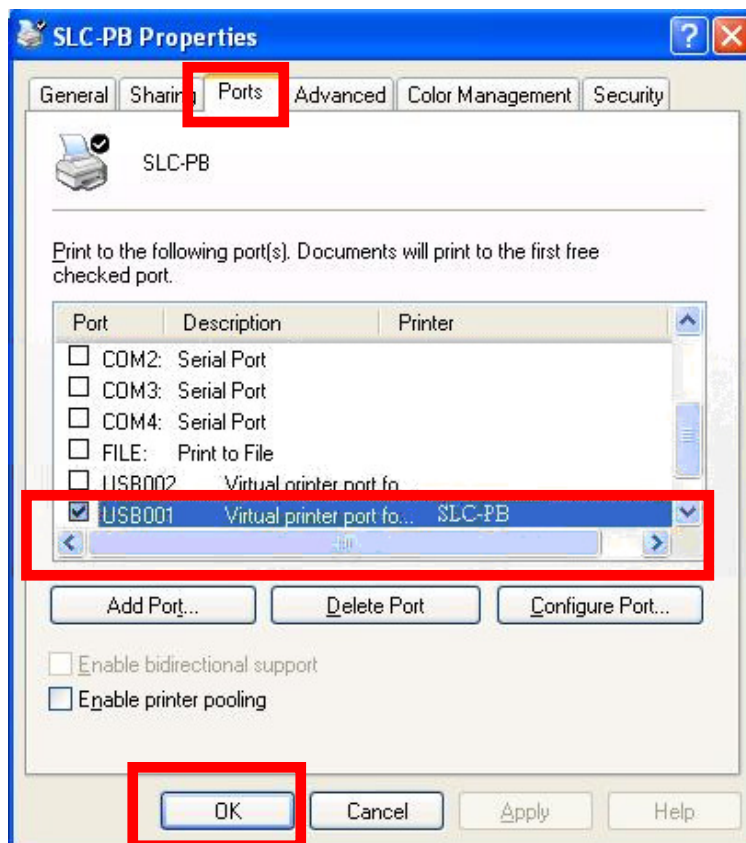 SLC-PB Properties
General Sharing Ports Advanced Color Management Security
SLC-PB
Print to the following port(s). Documents will print to the first free
checked port.
Port Description Printer
COM2: Serial Port
COM3: Serial Port
COM4: Serial Port
FILE: Print to File
USB002 Virtual printer port fo...
USB001 Virtual printer port fo... SLC-PB
Add Port... Delete Port Configure Port...
Enable bidirectional support
Enable printer pooling
OK Cancel Apply Help